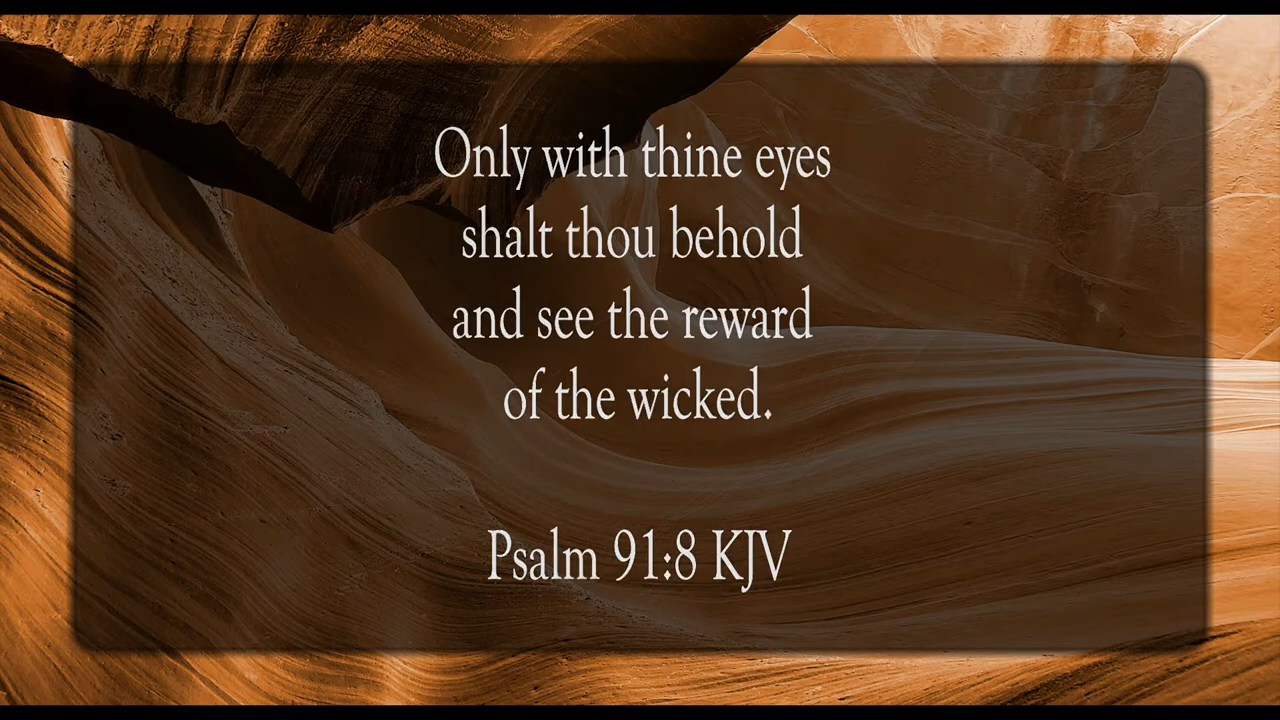 Only with thine eyes
shalt thou behold
and see the reward
of the wicked.
Psalm 91:8 KJV